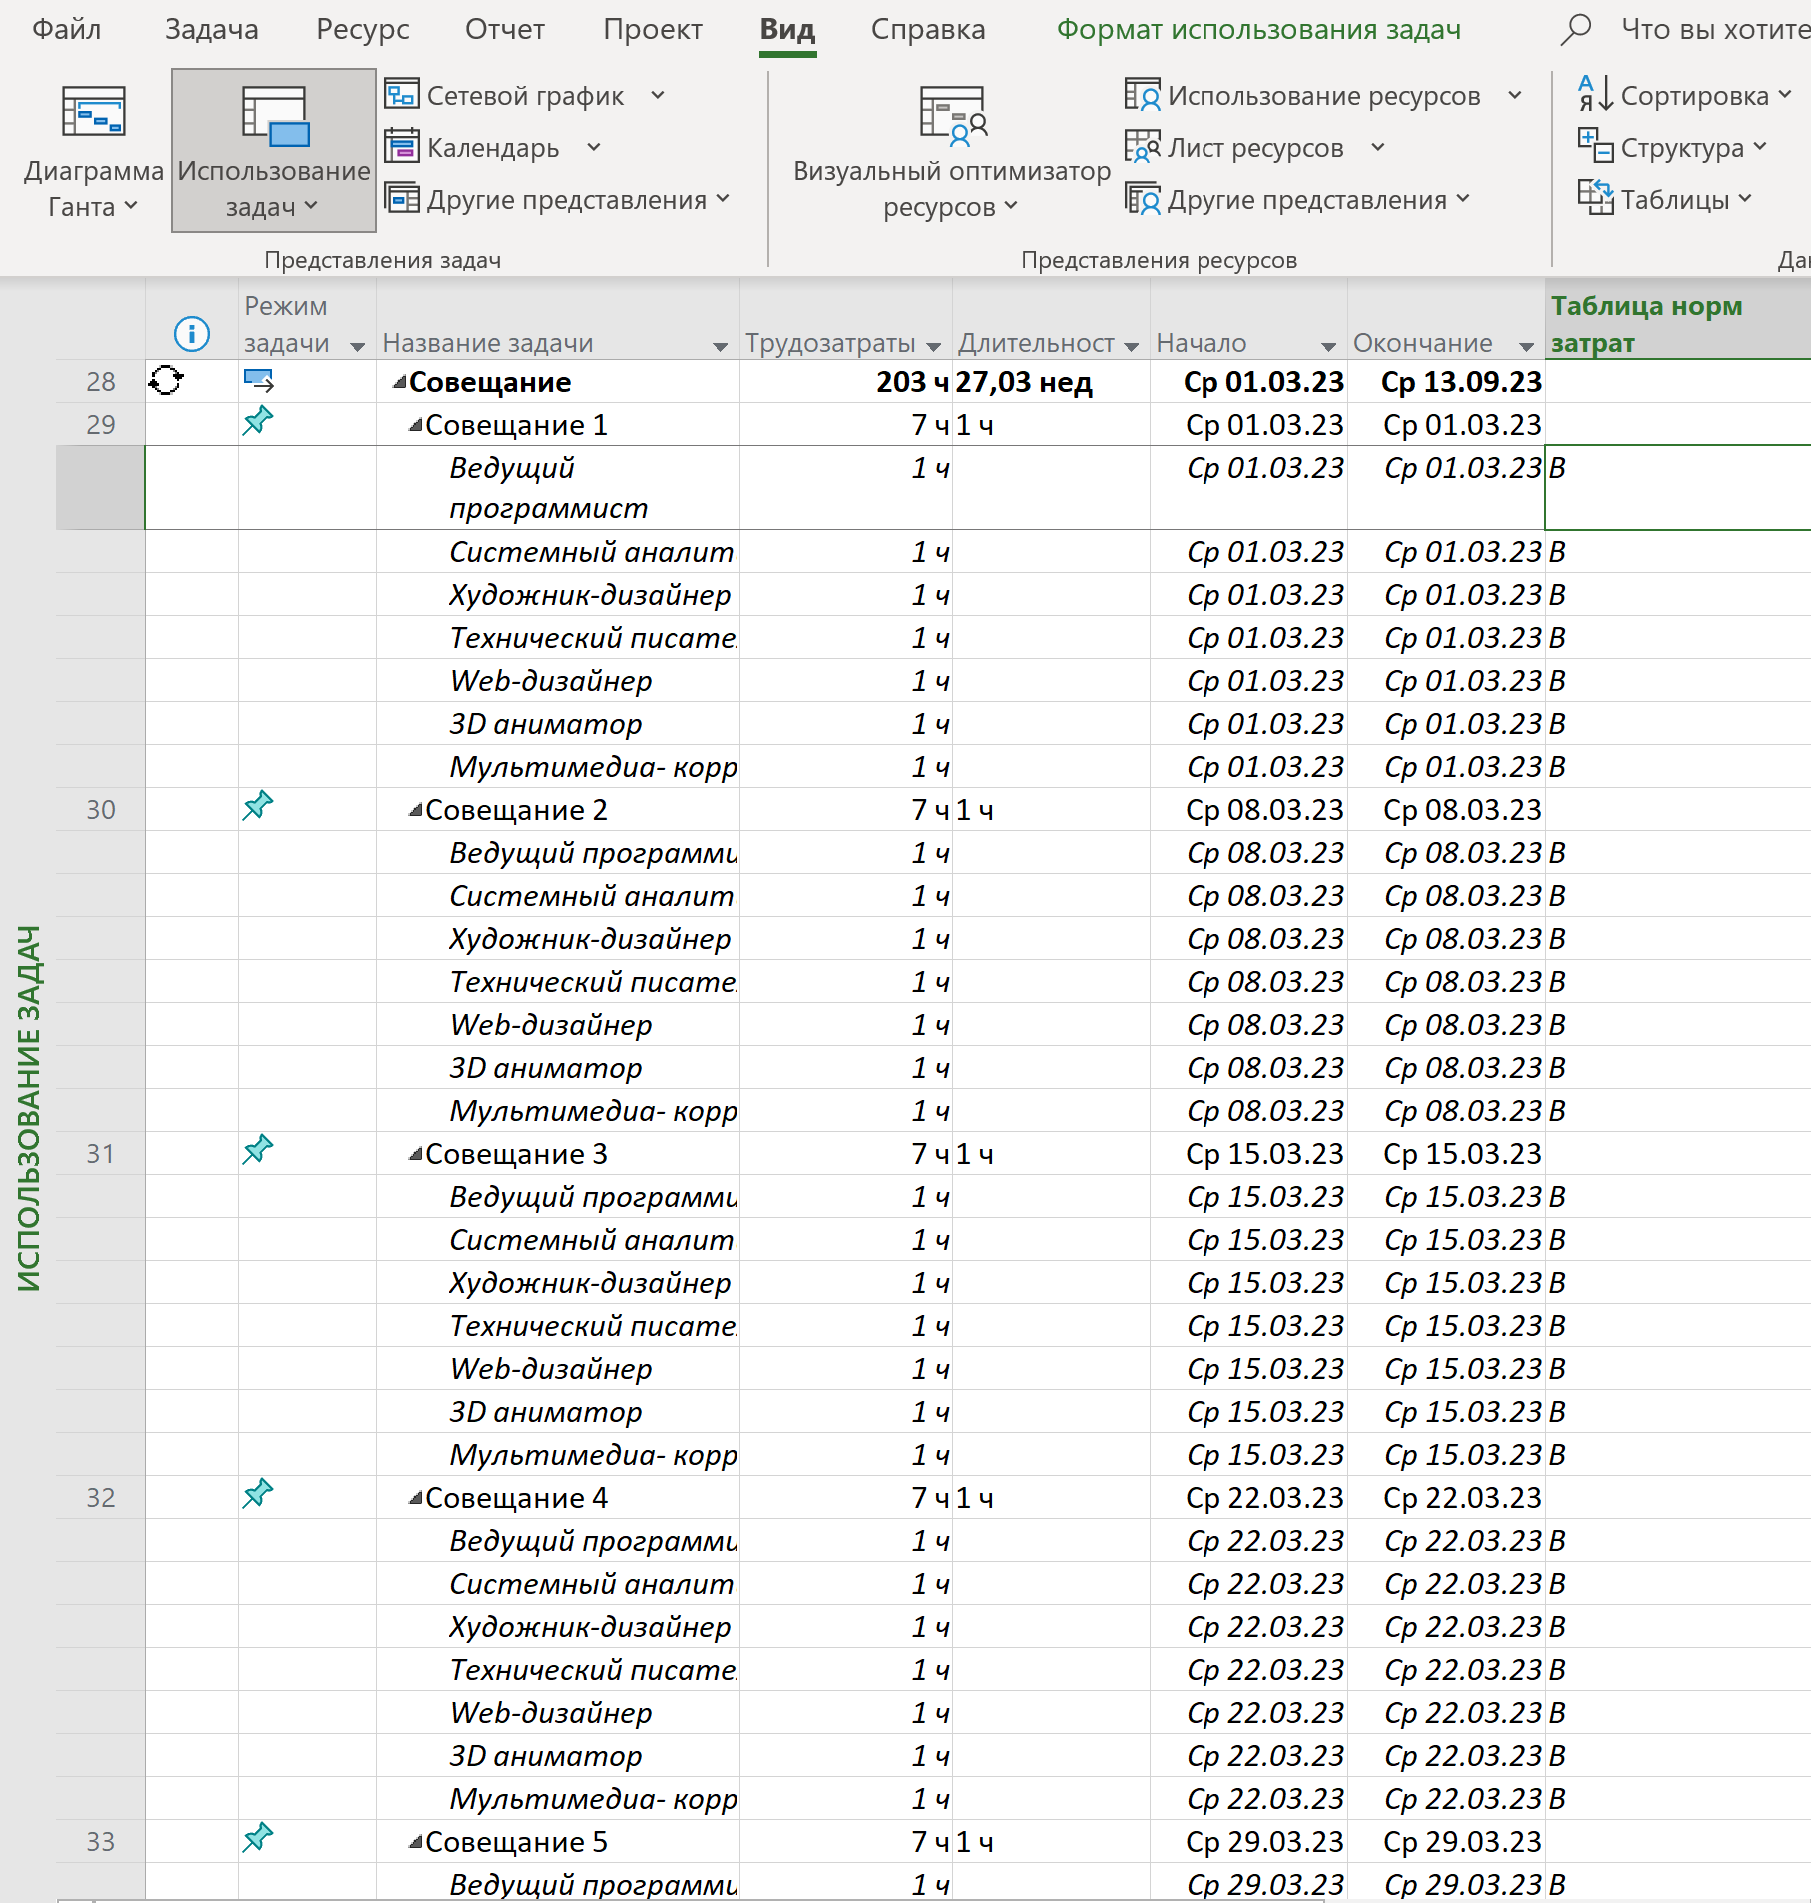 Файл Задача Ресурс Отчет Проект Вид Справка Формат использования задач Что вы хотите
Диаграмма Ганта
Использование задач
Сетевой график
Календарь
Другие представления
Представления задач
Визуальный оптимизатор ресурсов
Использование ресурсов
Лист ресурсов
Другие представления
Представления ресурсов
Сортировка
Структура
Таблицы
Режим задачи Название задачи Трудозатраты Длительност Начало Окончание Таблица норм затрат
ИСПОЛЬЗОВАНИЕ ЗАДАЧ
28 Совещание 203 ч 27,03 нед Ср 01.03.23 Ср 13.09.23
29 Совещание 1 7 ч 1 ч Ср 01.03.23 Ср 01.03.23
Ведущий программист 1 ч Ср 01.03.23 Ср 01.03.23 B
Системный аналит 1 ч Ср 01.03.23 Ср 01.03.23 B
Художник-дизайнер 1 ч Ср 01.03.23 Ср 01.03.23 B
Технический писате 1 ч Ср 01.03.23 Ср 01.03.23 B
Web-дизайнер 1 ч Ср 01.03.23 Ср 01.03.23 B
3D аниматор 1 ч Ср 01.03.23 Ср 01.03.23 B
Мультимедиа- корр 1 ч Ср 01.03.23 Ср 01.03.23 B
30 Совещание 2 7 ч 1 ч Ср 08.03.23 Ср 08.03.23
Ведущий программи 1 ч Ср 08.03.23 Ср 08.03.23 B
Системный аналит 1 ч Ср 08.03.23 Ср 08.03.23 B
Художник-дизайнер 1 ч Ср 08.03.23 Ср 08.03.23 B
Технический писате 1 ч Ср 08.03.23 Ср 08.03.23 B
Web-дизайнер 1 ч Ср 08.03.23 Ср 08.03.23 B
3D аниматор 1 ч Ср 08.03.23 Ср 08.03.23 B
Мультимедиа- корр 1 ч Ср 08.03.23 Ср 08.03.23 B
31 Совещание 3 7 ч 1 ч Ср 15.03.23 Ср 15.03.23
Ведущий программи 1 ч Ср 15.03.23 Ср 15.03.23 B
Системный аналит 1 ч Ср 15.03.23 Ср 15.03.23 B
Художник-дизайнер 1 ч Ср 15.03.23 Ср 15.03.23 B
Технический писате 1 ч Ср 15.03.23 Ср 15.03.23 B
Web-дизайнер 1 ч Ср 15.03.23 Ср 15.03.23 B
3D аниматор 1 ч Ср 15.03.23 Ср 15.03.23 B
Мультимедиа- корр 1 ч Ср 15.03.23 Ср 15.03.23 B
32 Совещание 4 7 ч 1 ч Ср 22.03.23 Ср 22.03.23
Ведущий программи 1 ч Ср 22.03.23 Ср 22.03.23 B
Системный аналит 1 ч Ср 22.03.23 Ср 22.03.23 B
Художник-дизайнер 1 ч Ср 22.03.23 Ср 22.03.23 B
Технический писате 1 ч Ср 22.03.23 Ср 22.03.23 B
Web-дизайнер 1 ч Ср 22.03.23 Ср 22.03.23 B
3D аниматор 1 ч Ср 22.03.23 Ср 22.03.23 B
Мультимедиа- корр 1 ч Ср 22.03.23 Ср 22.03.23 B
33 Совещание 5 7 ч 1 ч Ср 29.03.23 Ср 29.03.23
Ведущий программи 1 ч Ср 29.03.23 Ср 29.03.23 B